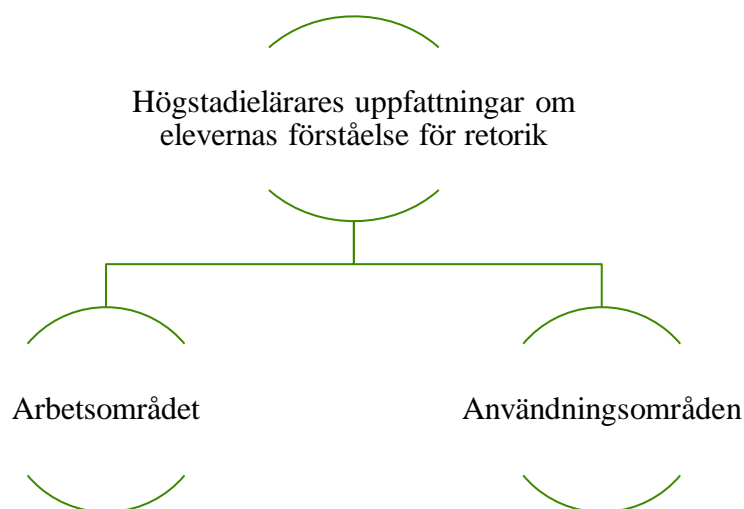 Högstadielärares uppfattningar om
elevernas förståelse för retorik
Arbetsområdet
Användningsområden